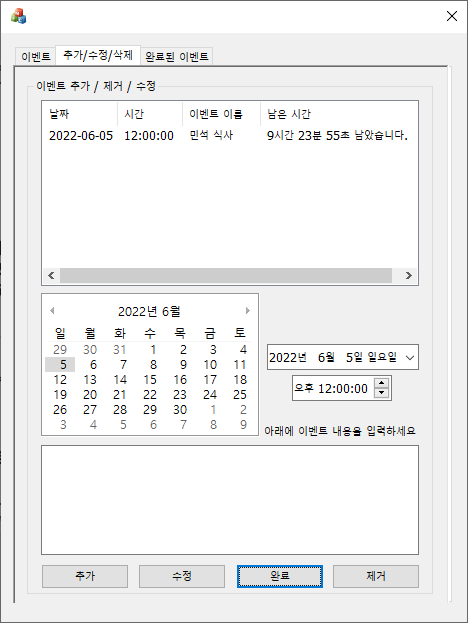 이벤트 추가/수정/삭제 완료된 이벤트
이벤트 추가 / 제거 / 수정
날짜 시간 이벤트 이름 남은 시간
2022-06-05 12:00:00 민석 식사 9시간 23분 55초 남았습니다.
2022년 6월
일 월 화 수 목 금 토
29 30 31 1 2 3 4
5 6 7 8 9 10 11
12 13 14 15 16 17 18
19 20 21 22 23 24 25
26 27 28 29 30 1 2
3 4 5 6 7 8 9
2022년 6월 5일 일요일
오후 12:00:00
아래에 이벤트 내용을 입력하세요
추가 수정 완료 제거